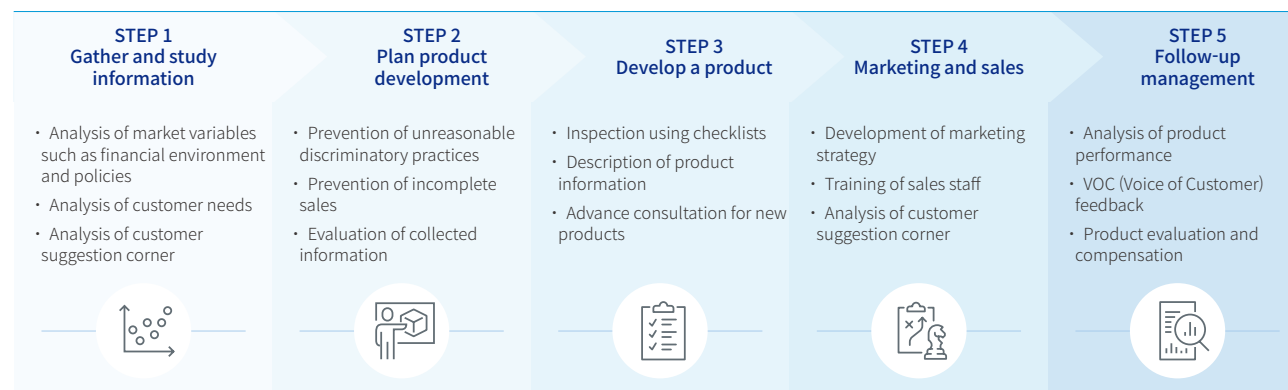 STEP 1
Gather and study
information
・ Analysis of market variables
such as financial environment
and policies
・ Analysis of customer needs
・ Analysis of customer
suggestion corner
STEP 2
Plan product
development
・ Prevention of unreasonable
discriminatory practices
・ Prevention of incomplete
sales
・ Evaluation of collected
information
STEP 3
Develop a product
・ Inspection using checklists
・ Description of product
information
・ Advance consultation for new
products
STEP 4
Marketing and sales
・ Development of marketing
strategy
・ Training of sales staff
・ Analysis of customer
suggestion corner
STEP 5
Follow-up
management
・ Analysis of product
performance
・ VOC (Voice of Customer)
feedback
・ Product evaluation and
compensation